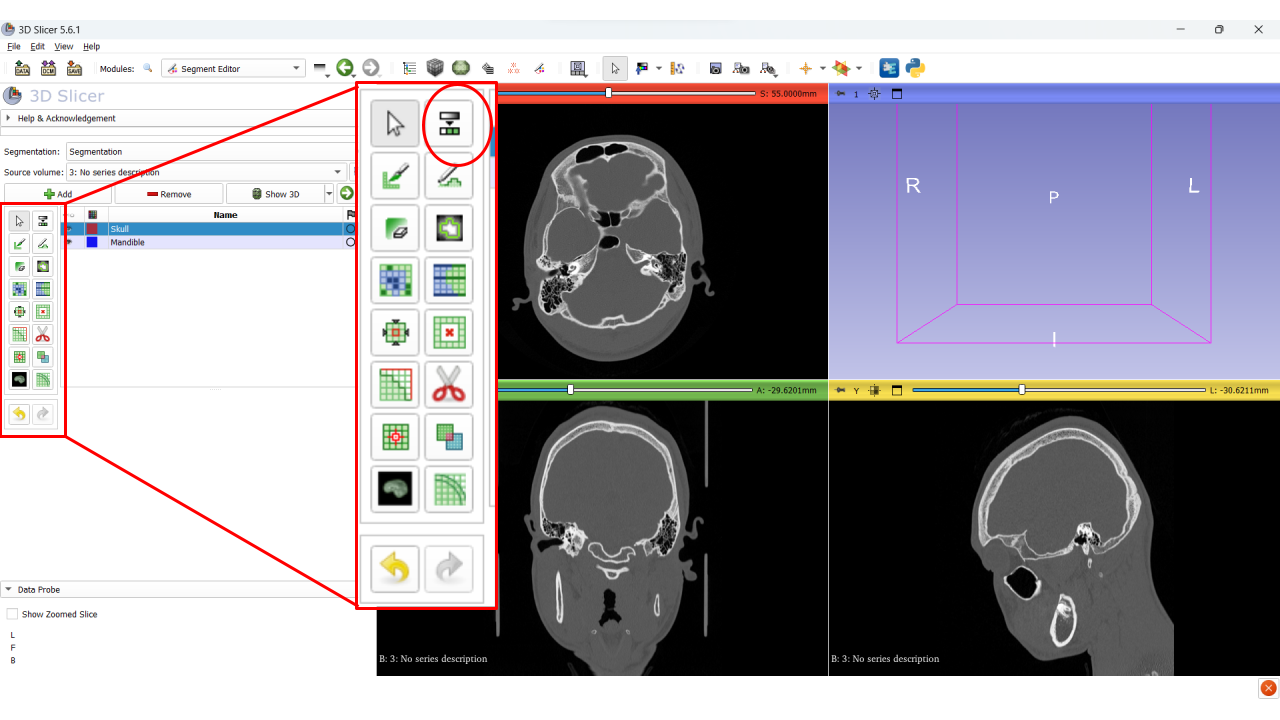 3D Slicer 5.6.1
File Edit View Help
DATA DCM SAVE Modules: Segment Editor
3D Slicer
Help & Acknowledgement
Segmentation: Segmentation
Source volume: 3: No series description
Add Remove Show 3D
Name
Skull
Mandible
S: 55.0000mm
1
R P L
I
A: -29.6201mm
Y L: -30.6211mm
Data Probe
Show Zoomed Slice
L
F
B
B: 3: No series description
B: 3: No series description